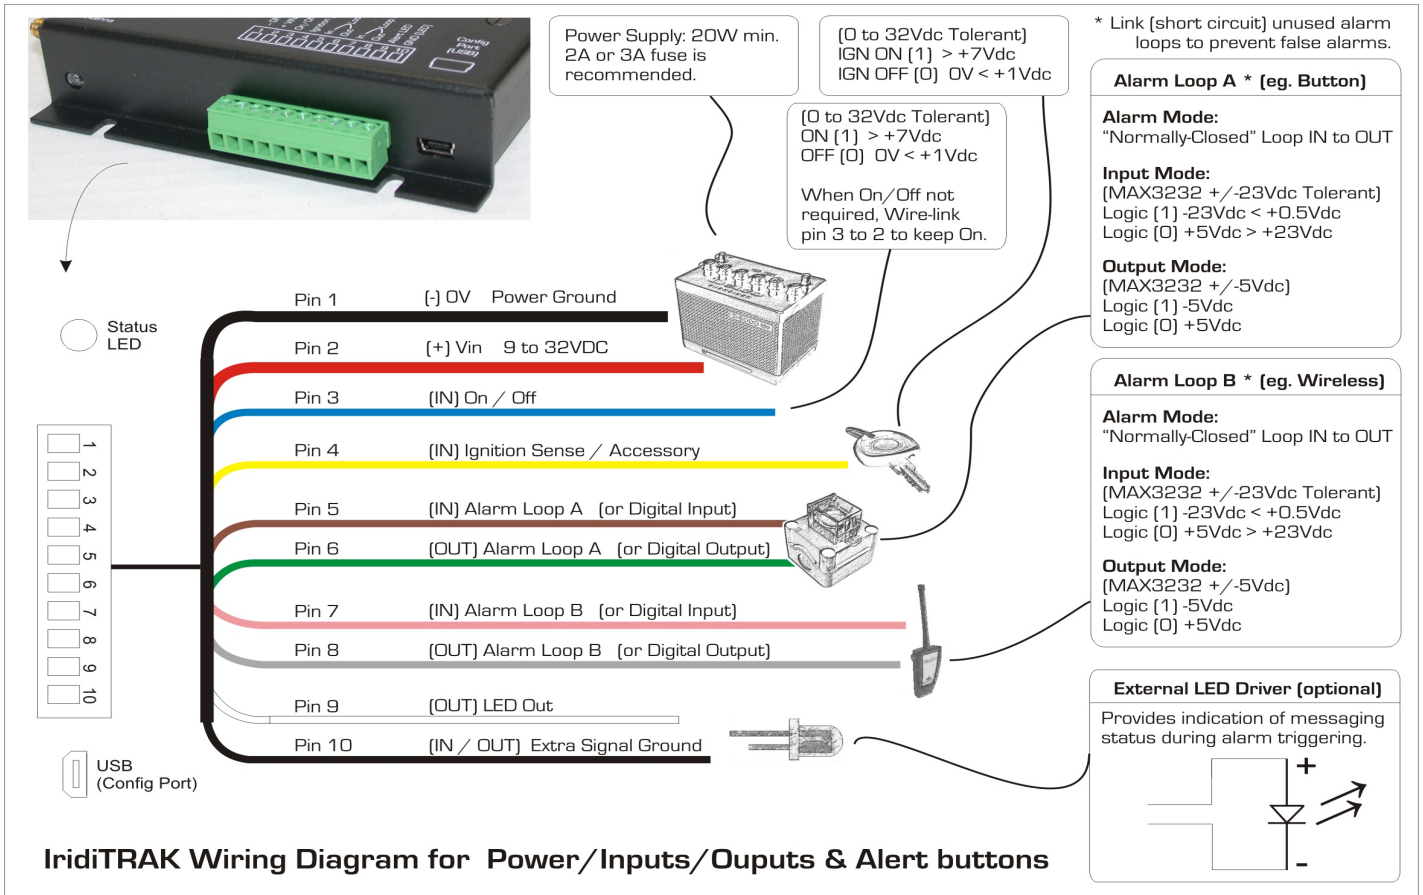 Config
Port
(USB)
Power Supply: 20W min.
2A or 3A fuse is
recommended.
(0 to 32Vdc Tolerant)
IGN ON (1) > +7Vdc
IGN OFF (0) 0V < +1Vdc
(0 to 32Vdc Tolerant)
ON (1) > +7Vdc
OFF (0) 0V < +1Vdc
When On/Off not
required, Wire-link
pin 3 to 2 to keep On.
* Link (short circuit) unused alarm
loops to prevent false alarms.
Alarm Loop A * (eg. Button)
Alarm Mode:
“Normally-Closed” Loop IN to OUT
Input Mode:
(MAX3232 +/-23Vdc Tolerant)
Logic (1) -23Vdc < +0.5Vdc
Logic (0) +5Vdc > +23Vdc
Output Mode:
(MAX3232 +/-5Vdc)
Logic (1) -5Vdc
Logic (0) +5Vdc
Alarm Loop B * (eg. Wireless)
Alarm Mode:
“Normally-Closed” Loop IN to OUT
Input Mode:
(MAX3232 +/-23Vdc Tolerant)
Logic (1) -23Vdc < +0.5Vdc
Logic (0) +5Vdc > +23Vdc
Output Mode:
(MAX3232 +/-5Vdc)
Logic (1) -5Vdc
Logic (0) +5Vdc
External LED Driver (optional)
Provides indication of messaging
status during alarm triggering.
+
-
Status
LED
Pin 1 (-) 0V Power Ground
Pin 2 (+) Vin 9 to 32VDC
Pin 3 (IN) On / Off
Pin 4 (IN) Ignition Sense / Accessory
Pin 5 (IN) Alarm Loop A (or Digital Input)
Pin 6 (OUT) Alarm Loop A (or Digital Output)
Pin 7 (IN) Alarm Loop B (or Digital Input)
Pin 8 (OUT) Alarm Loop B (or Digital Output)
Pin 9 (OUT) LED Out
Pin 10 (IN / OUT) Extra Signal Ground
1
2
3
4
5
6
7
8
9
10
USB
(Config Port)
IridiTRAK Wiring Diagram for Power/Inputs/Ouputs & Alert buttons